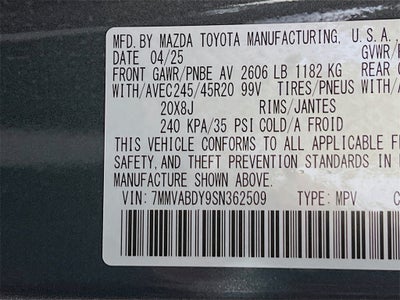 MFD. BY MAZDA TOYOTA MANUFACTURING, U.S.A.,
DATE 04/25 GVWR/P
FRONT GAWR/PNBE AV 2606 LB 1182 KG REAR G
WITH/AVEC245/45R20 99V TIRES/PNEUS WITH/A
20X8J RIMS/JANTES
240 KPA/35 PSI COLD/A FROID
THIS VEHICLE CONFORMS TO ALL APPLICABLE F
SAFETY, AND THEFT PREVENTION STANDARDS IN
MANUFACTURE SHOWN ABOVE.
VIN: 7MMVABDY9SN362509 TYPE: MPV C